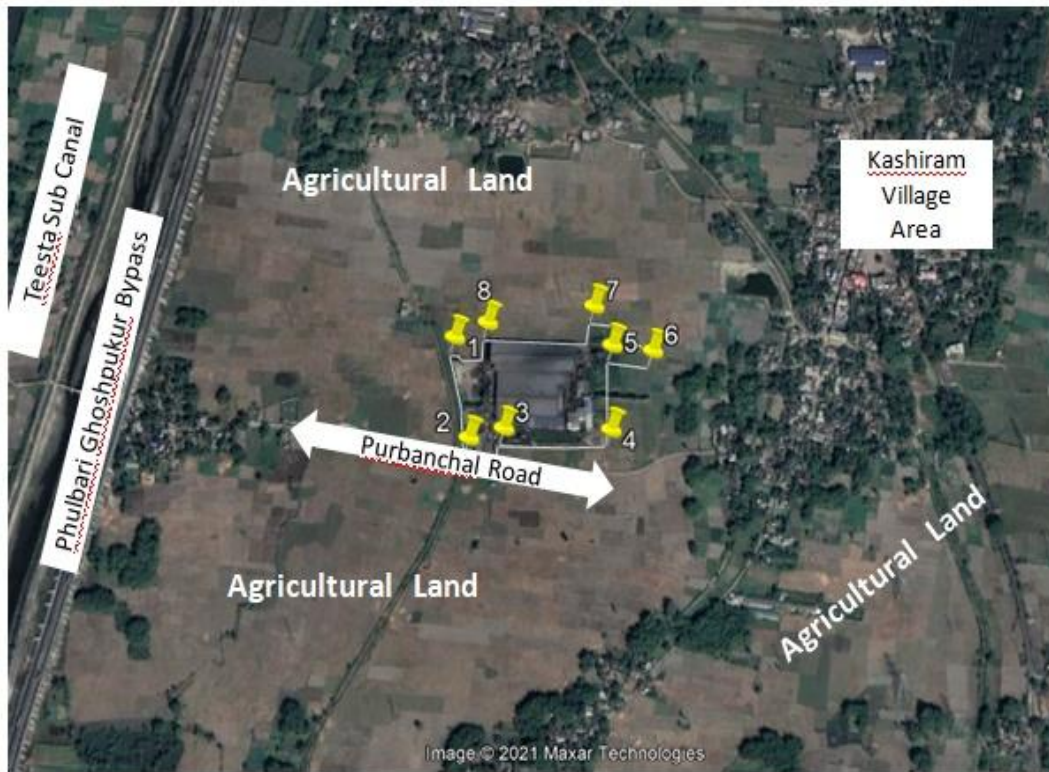 Teesta Sub Canal
Phulbari Ghoshpukur Bypass
Agricultural Land
Kashiram
Village
Area
7
8
5
6
1
3
2
4
Purbanchal Road
Agricultural Land
Agricultural Land
Image © 2021 Maxar Technologies